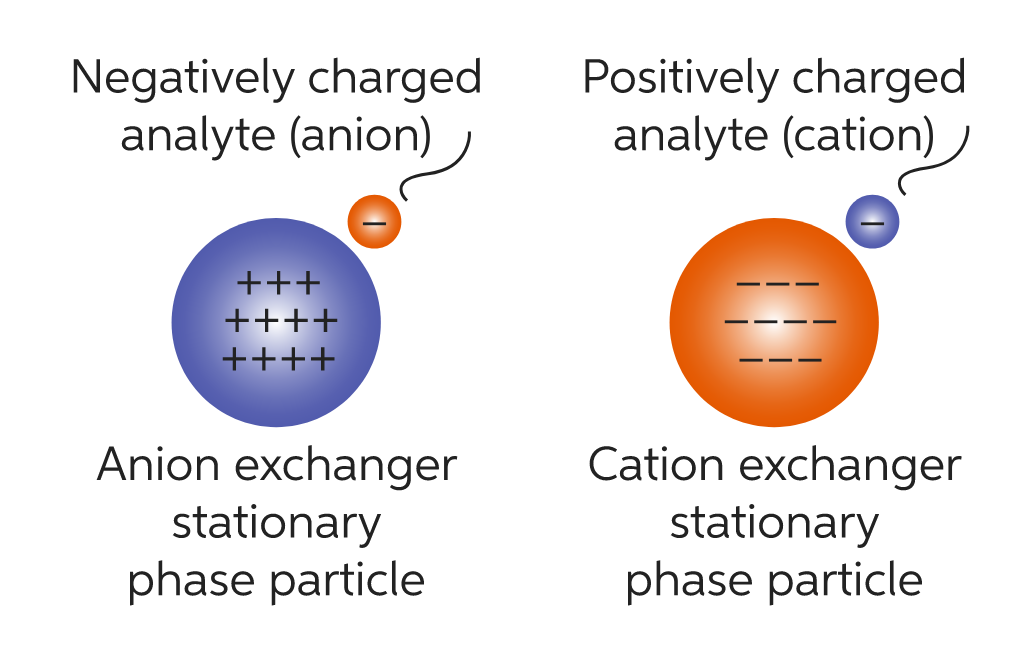 Negatively charged
analyte (anion)
−
+++
++++
++++
Anion exchanger
stationary
phase particle
Positively charged
analyte (cation)
−
−−−
−−−−
−−−
Cation exchanger
stationary
phase particle